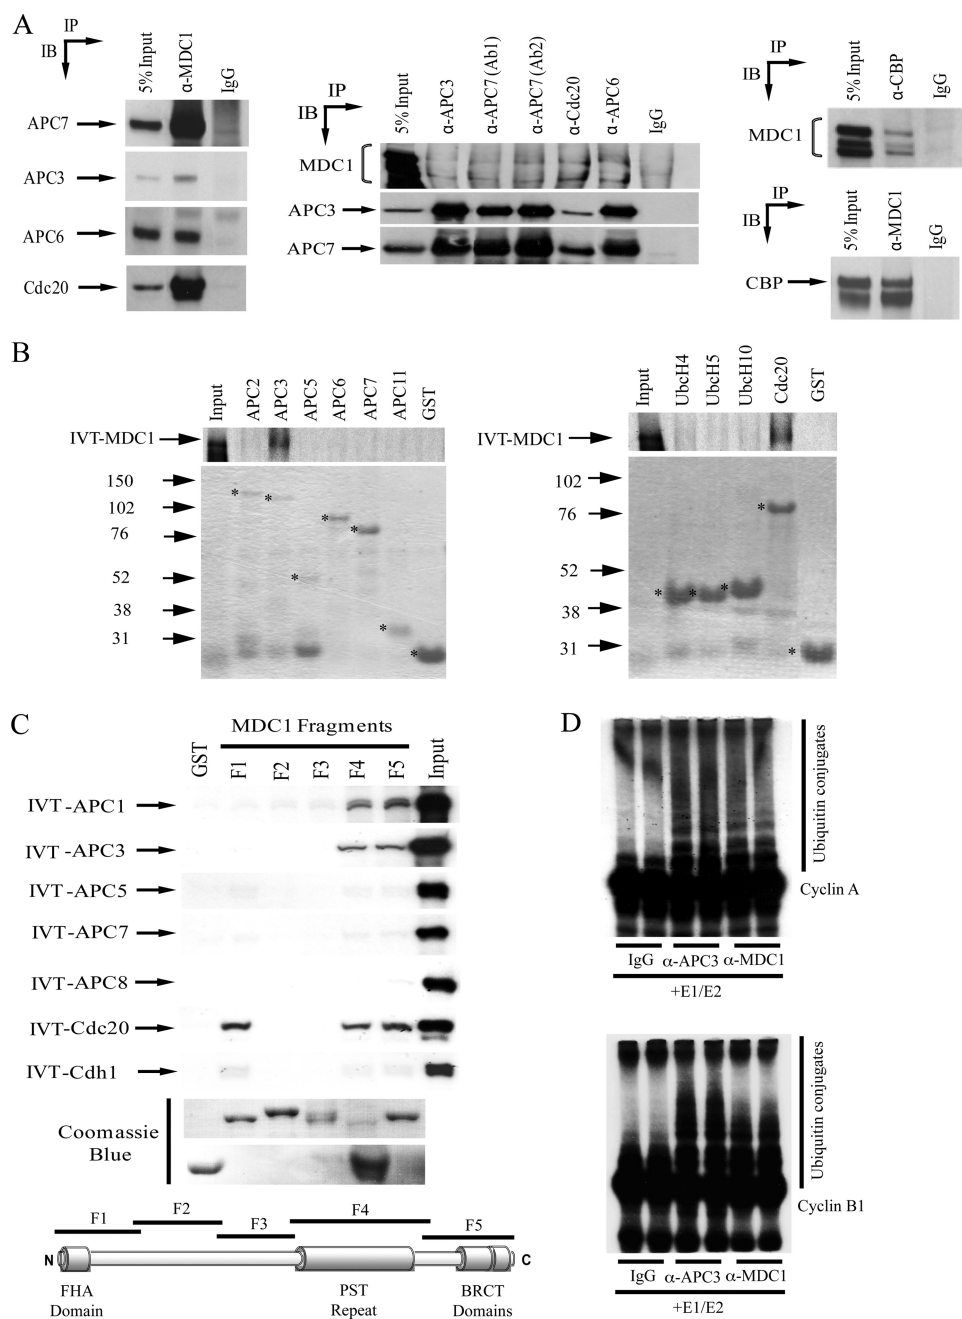 A
IP
IB
5% Input
α-MDC1
IgG
APC7
APC3
APC6
Cdc20
IP
IB
5% Input
α-APC3
α-APC7 (Ab1)
α-APC7 (Ab2)
α-Cdc20
α-APC6
IgG
MDC1
APC3
APC7
IP
IB
5% Input
α-CBP
IgG
MDC1
IP
IB
5% Input
α-MDC1
IgG
CBP
B
Input
APC2
APC3
APC5
APC6
APC7
APC11
GST
IVT-MDC1
150
102
76
52
38
31
* * * * * * *
Input
UbcH4
UbcH5
UbcH10
Cdc20
GST
IVT-MDC1
102
76
52
38
31
* * * * *
C
MDC1 Fragments
GST
F1
F2
F3
F4
F5
Input
IVT-APC1
IVT-APC3
IVT-APC5
IVT-APC7
IVT-APC8
IVT-Cdc20
IVT-Cdh1
Coomassie
Blue
F1
F2
F3
F4
F5
N
C
FHA
Domain
PST
Repeat
BRCT
Domains
D
Ubiquitin conjugates
Cyclin A
IgG α-APC3 α-MDC1
+E1/E2
Ubiquitin conjugates
Cyclin B1
IgG α-APC3 α-MDC1
+E1/E2